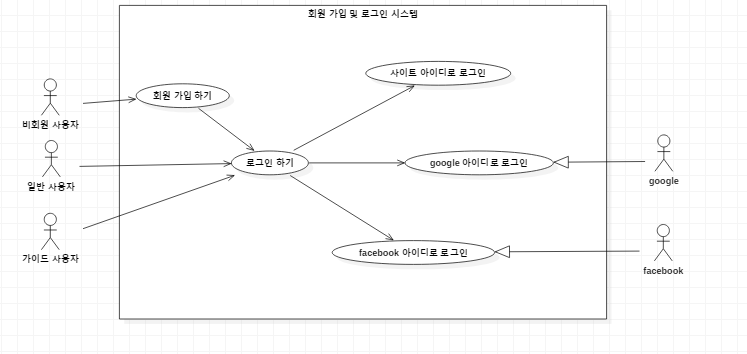 회원 가입 및 로그인 시스템
사이트 아이디로 로그인
회원 가입 하기
비회원 사용자
로그인 하기
google 아이디로 로그인
일반 사용자
google
가이드 사용자
facebook 아이디로 로그인
facebook